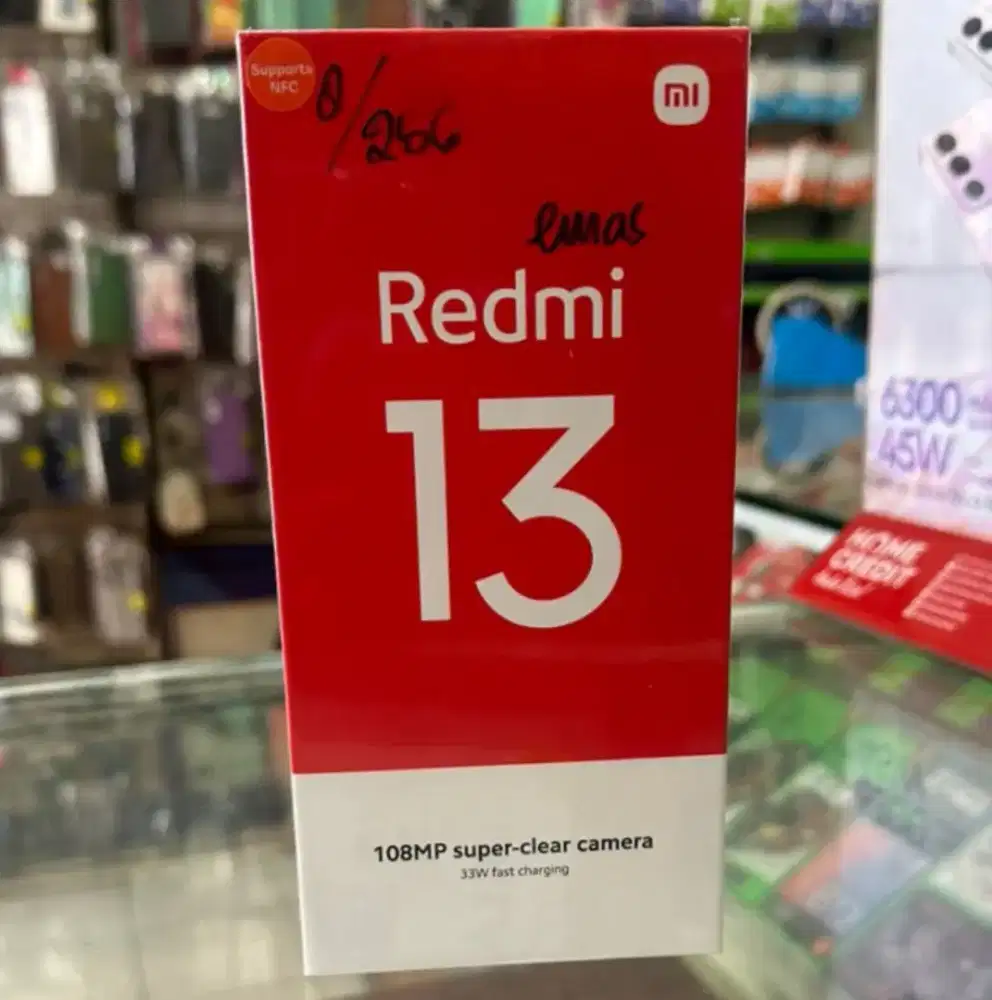 Supports
NFC
8/256
mi
emas
Redmi
13
108MP super-clear camera
33W fast charging
6300
45W
HOME
CREDIT